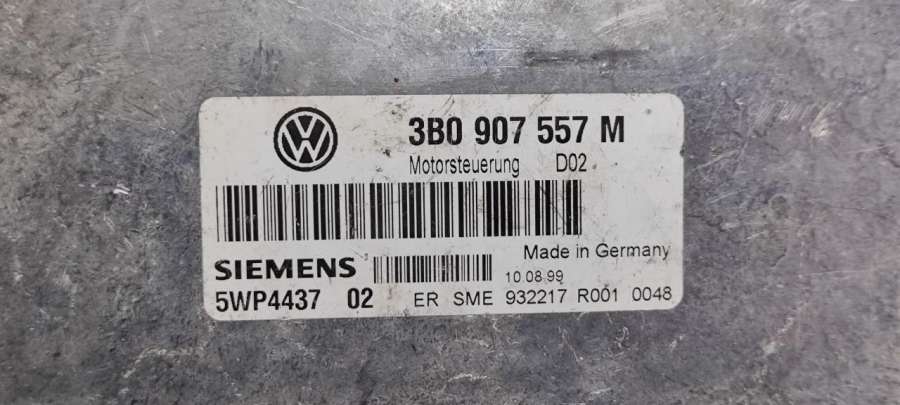 3B0 907 557 M
Motorsteuerung D02
Made in Germany
SIEMENS 10.08.99
5WP4437 02 ER SME 932217 R001 0048